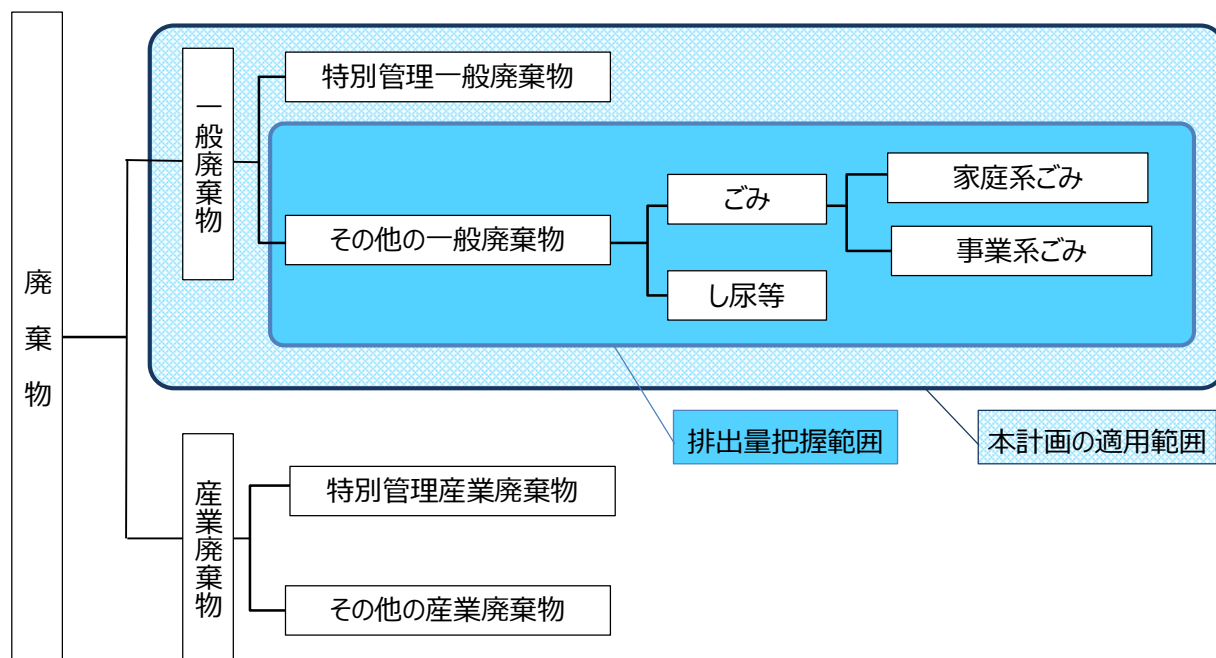 廃棄物
一般廃棄物
特別管理一般廃棄物
その他の一般廃棄物
ごみ
家庭系ごみ
事業系ごみ
し尿等
排出量把握範囲
本計画の適用範囲
産業廃棄物
特別管理産業廃棄物
その他の産業廃棄物